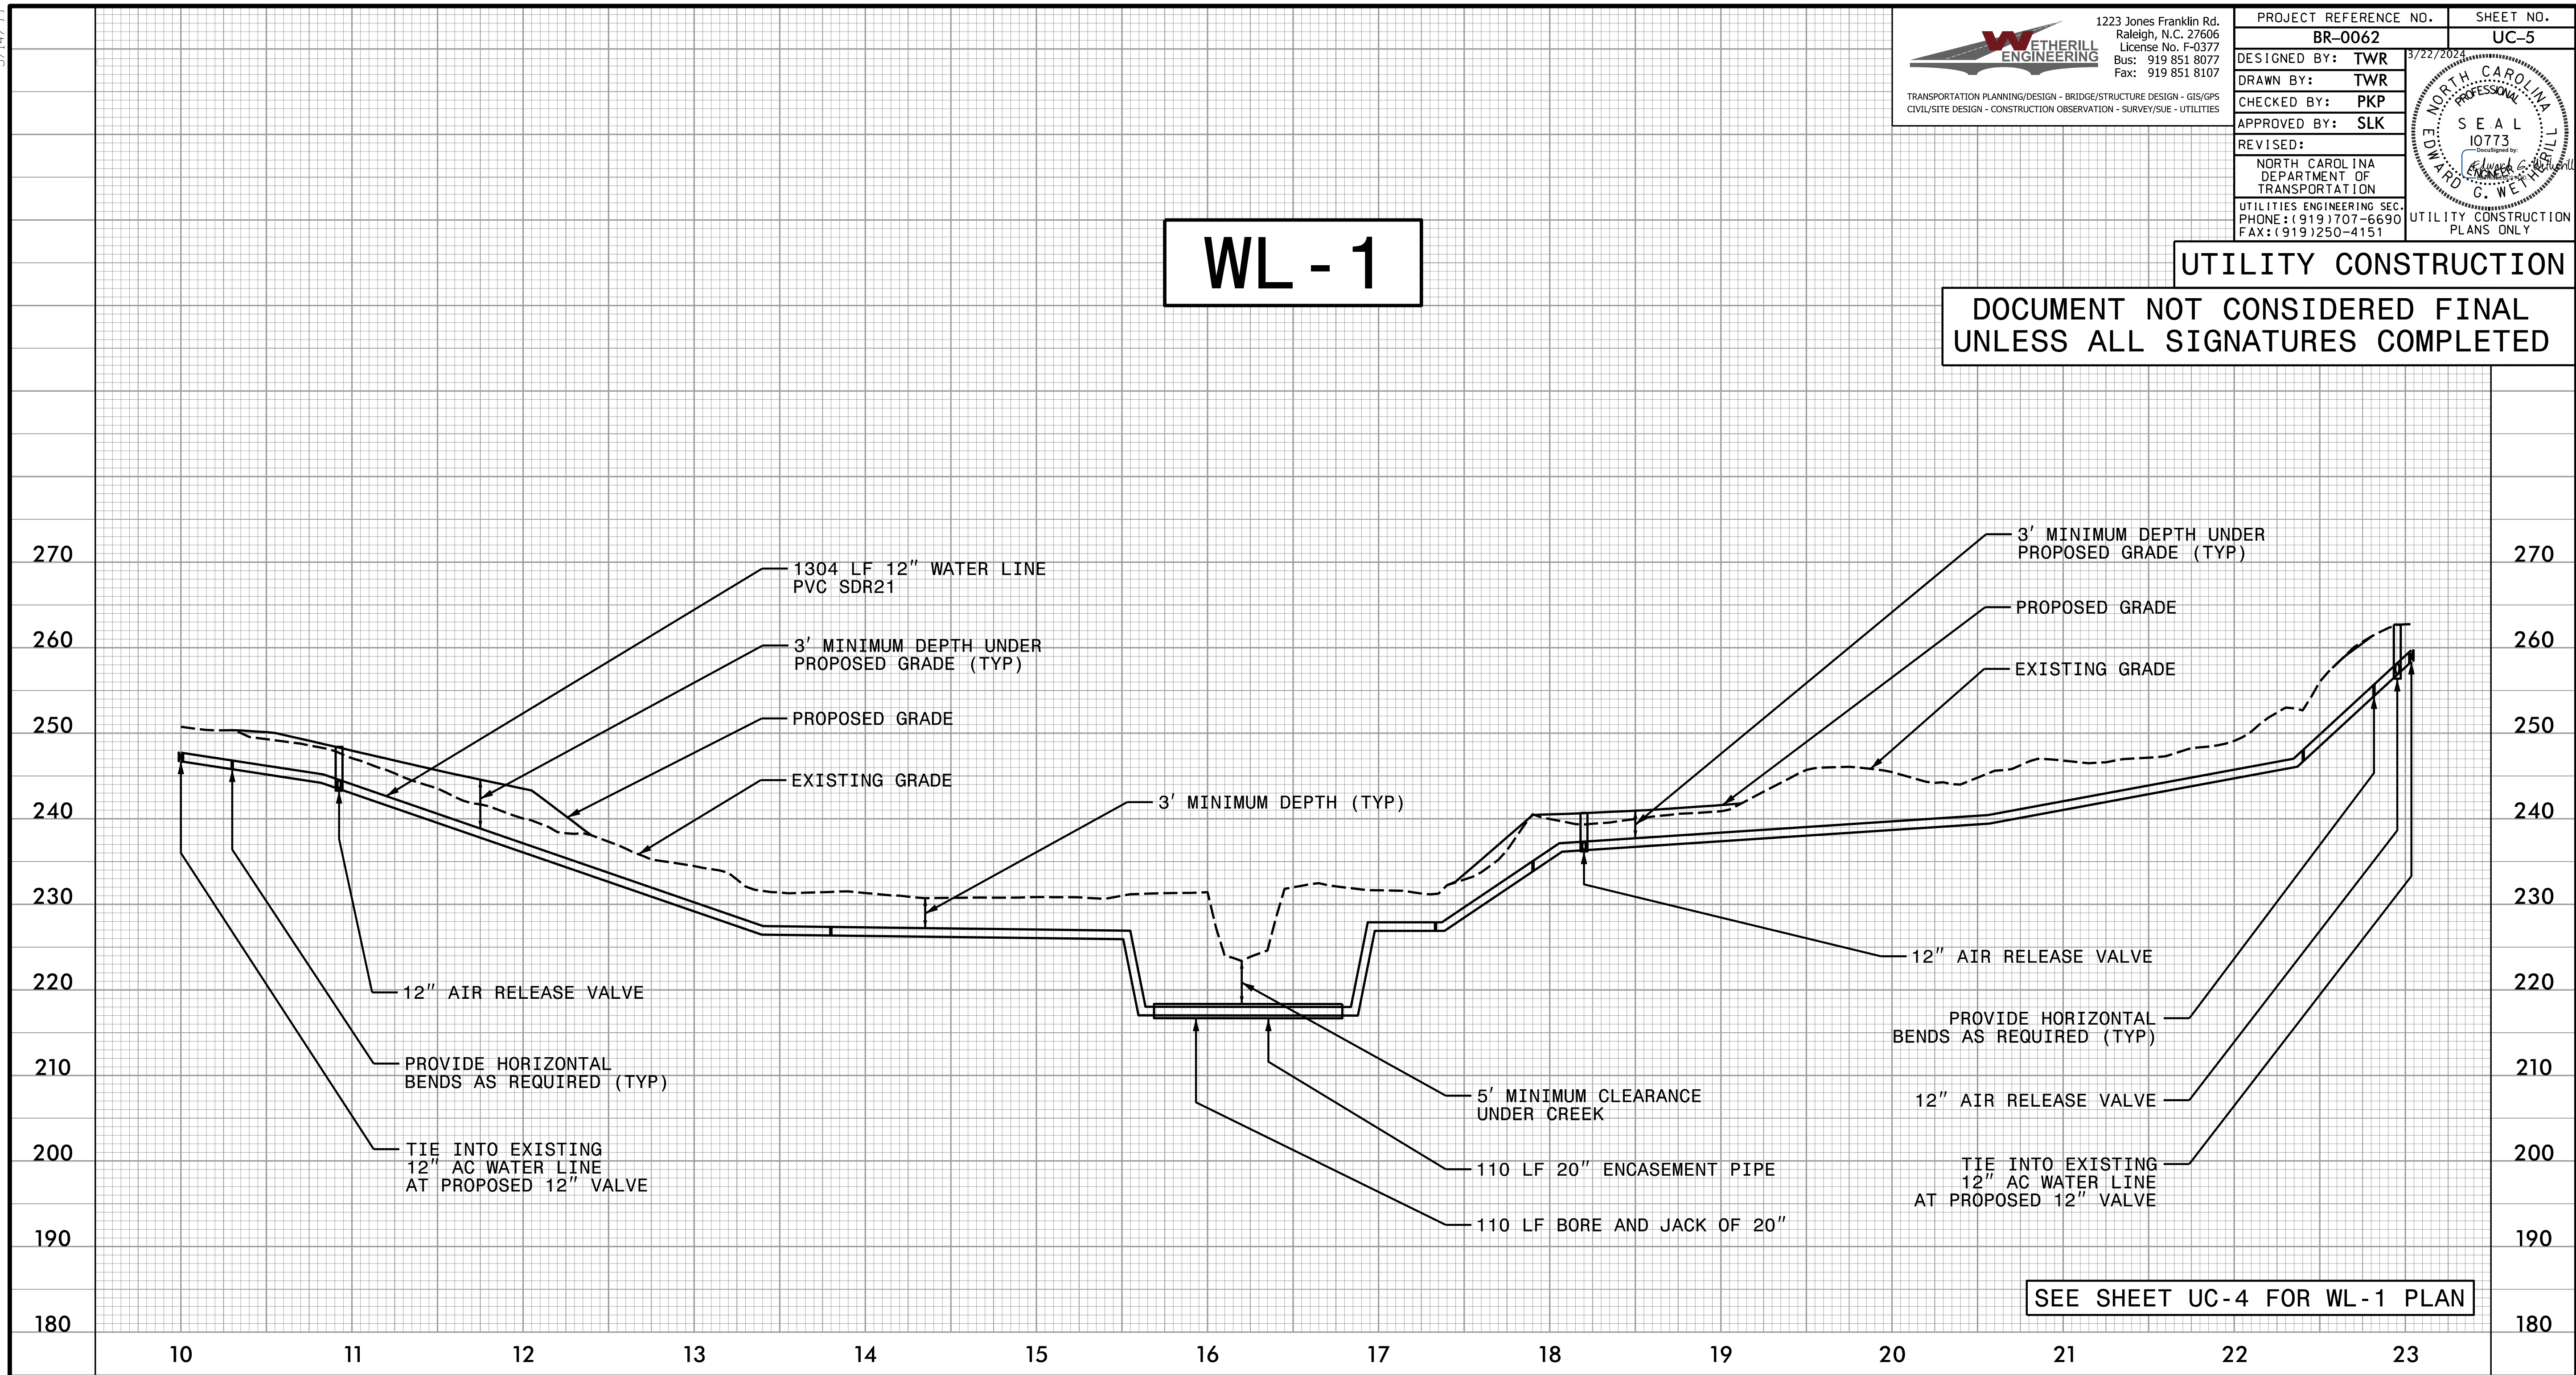 WETHERILL
ENGINEERING
1223 Jones Franklin Rd.
Raleigh, N.C. 27606
License No. F-0377
Bus: 919 851 8077
Fax: 919 851 8107
TRANSPORTATION PLANNING/DESIGN - BRIDGE/STRUCTURE DESIGN - GIS/GPS
CIVIL/SITE DESIGN - CONSTRUCTION OBSERVATION - SURVEY/SUE - UTILITIES
PROJECT REFERENCE NO. SHEET NO.
BR-0062 UC-5
DESIGNED BY: TWR
DRAWN BY: TWR
CHECKED BY: PKP
APPROVED BY: SLK
REVISED:
NORTH CAROLINA
DEPARTMENT OF
TRANSPORTATION
UTILITIES ENGINEERING SEC.
PHONE:(919)707-6690
FAX:(919)250-4151
3/22/2024
NORTH CAROLINA
PROFESSIONAL
SEAL
10773
DocuSigned by:
Edward G. Wetherill
ENGINEER
EDWARD G. WETHERILL
UTILITY CONSTRUCTION
PLANS ONLY
UTILITY CONSTRUCTION
DOCUMENT NOT CONSIDERED FINAL
UNLESS ALL SIGNATURES COMPLETED
WL-1
270
260
250
240
230
220
210
200
190
180
1304 LF 12" WATER LINE
PVC SDR21
3' MINIMUM DEPTH UNDER
PROPOSED GRADE (TYP)
PROPOSED GRADE
EXISTING GRADE
3' MINIMUM DEPTH (TYP)
12" AIR RELEASE VALVE
PROVIDE HORIZONTAL
BENDS AS REQUIRED (TYP)
TIE INTO EXISTING
12" AC WATER LINE
AT PROPOSED 12" VALVE
5' MINIMUM CLEARANCE
UNDER CREEK
110 LF 20" ENCASEMENT PIPE
110 LF BORE AND JACK OF 20"
3' MINIMUM DEPTH UNDER
PROPOSED GRADE (TYP)
PROPOSED GRADE
EXISTING GRADE
12" AIR RELEASE VALVE
PROVIDE HORIZONTAL
BENDS AS REQUIRED (TYP)
12" AIR RELEASE VALVE
TIE INTO EXISTING
12" AC WATER LINE
AT PROPOSED 12" VALVE
270
260
250
240
230
220
210
200
190
180
SEE SHEET UC-4 FOR WL-1 PLAN
10 11 12 13 14 15 16 17 18 19 20 21 22 23